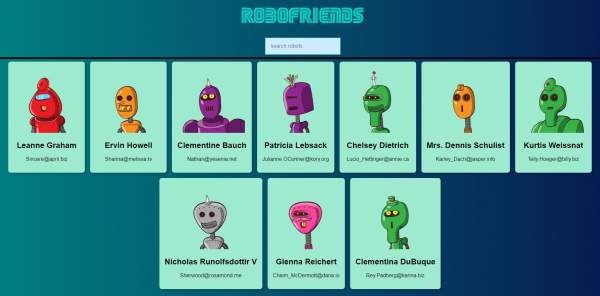 ROBOFRIENDS
search robots
Leanne Graham
Sincere@april.biz
Ervin Howell
Shanna@melissa.tv
Clementine Bauch
Nathan@yesenia.net
Patricia Lebsack
Julianne.OConner@kory.org
Chelsey Dietrich
Lucio_Hettinger@annie.ca
Mrs. Dennis Schulist
Karley_Dach@jasper.info
Kurtis Weissnat
Telly.Hoeger@billy.biz
Nicholas Runolfsdottir V
Sherwood@rosamond.me
Glenna Reichert
Chaim_McDermott@dana.io
Clementina DuBuque
Rey.Padberg@karina.biz